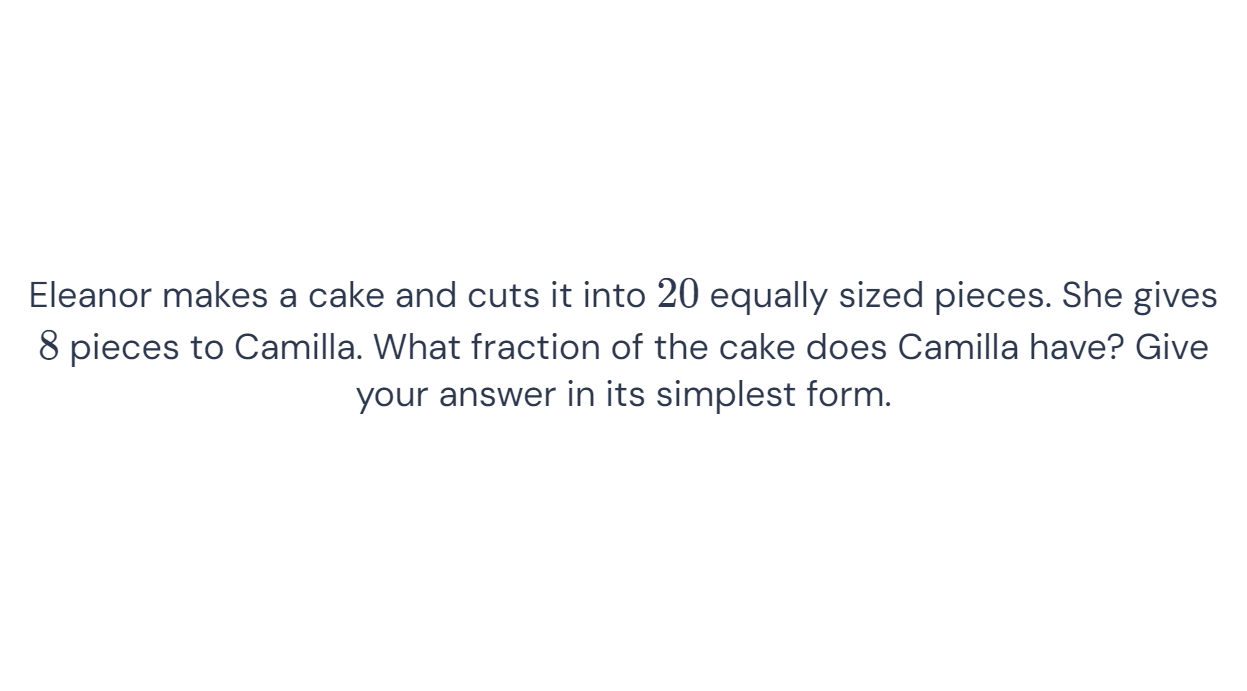 Eleanor makes a cake and cuts it into 20 equally sized pieces. She gives
8 pieces to Camilla. What fraction of the cake does Camilla have? Give
your answer in its simplest form.